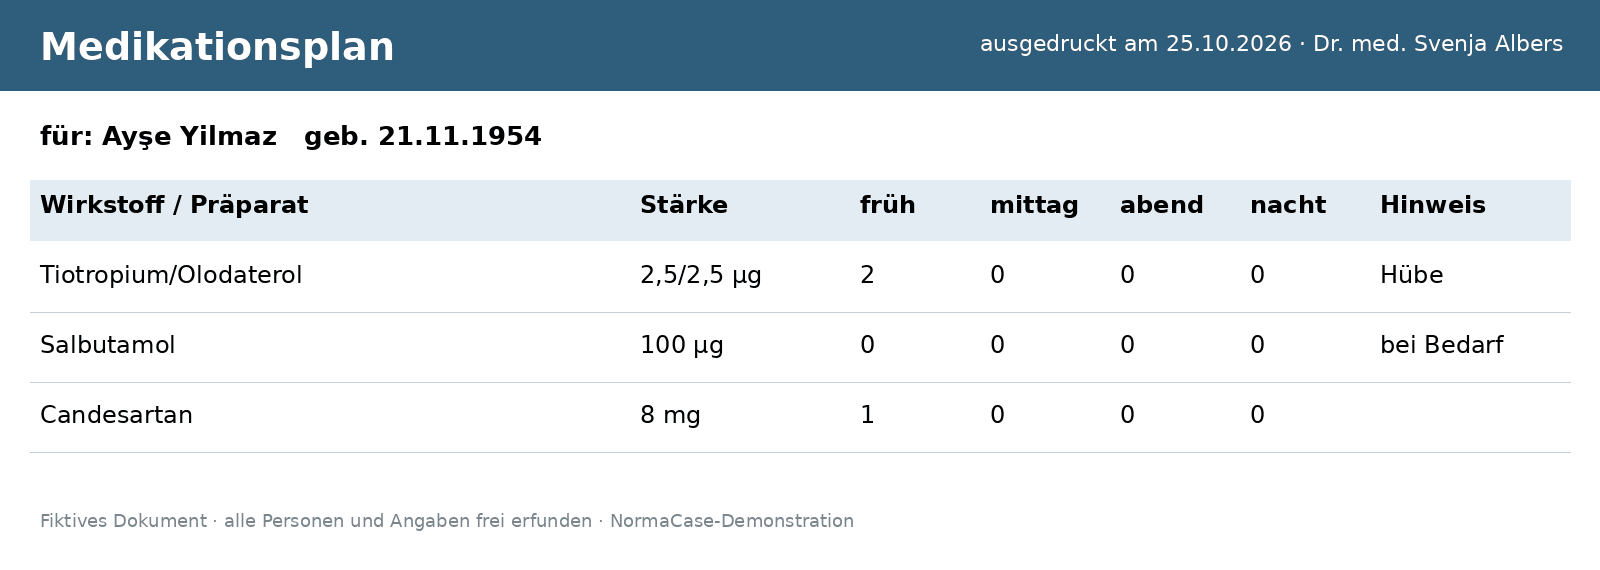 Medikationsplan
ausgedruckt am 25.10.2026 · Dr. med. Svenja Albers
für: Ayşe Yilmaz geb. 21.11.1954
Wirkstoff / Präparat Stärke früh mittag abend nacht Hinweis
Tiotropium/Olodaterol 2,5/2,5 µg 2 0 0 0 Hübe
Salbutamol 100 µg 0 0 0 0 bei Bedarf
Candesartan 8 mg 1 0 0 0
Fiktives Dokument · alle Personen und Angaben frei erfunden · NormaCase-Demonstration